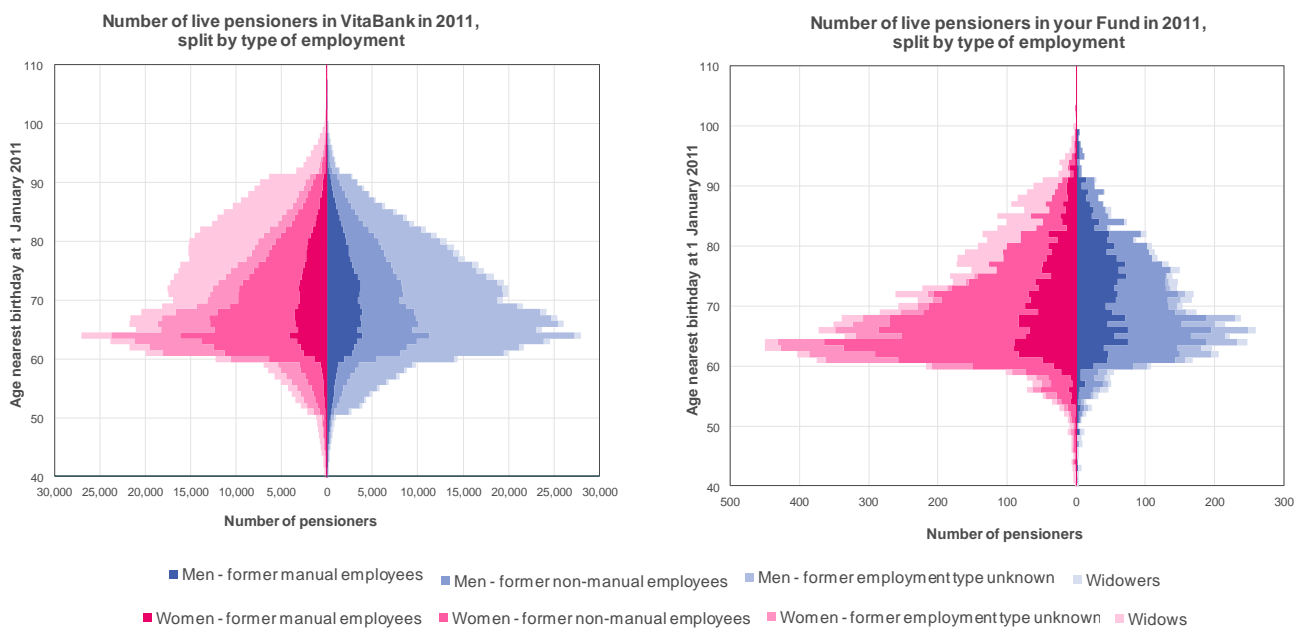 Number of live pensioners in VitaBank in 2011,
split by type of employment
Age nearest birthday at 1 January 2011
110
100
90
80
70
60
50
40
30,000 25,000 20,000 15,000 10,000 5,000 0 5,000 10,000 15,000 20,000 25,000 30,000
Number of pensioners
Number of live pensioners in your Fund in 2011,
split by type of employment
Age nearest birthday at 1 January 2011
110
100
90
80
70
60
50
40
500 400 300 200 100 0 100 200 300
Number of pensioners
Men - former manual employees Men - former non-manual employees Men - former employment type unknown Widowers
Women - former manual employees Women - former non-manual employees Women - former employment type unknown Widows